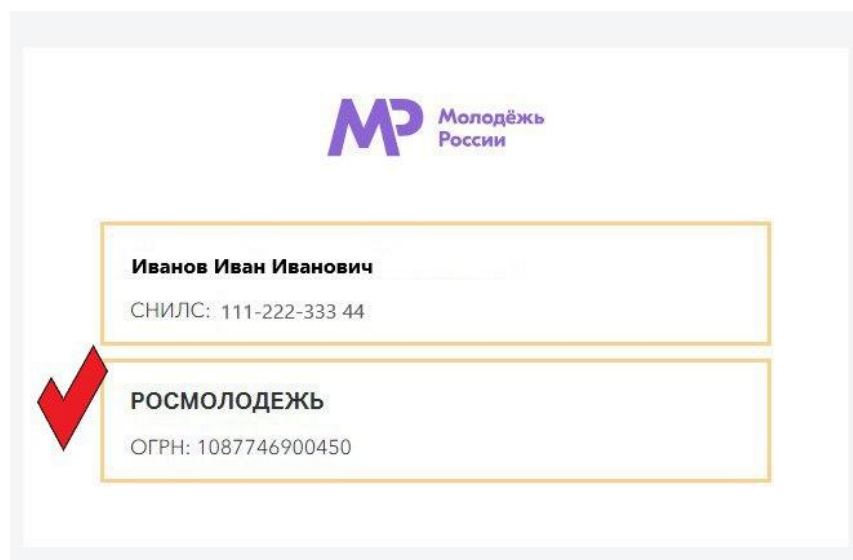 МР Молодёжь
России
Иванов Иван Иванович
СНИЛС: 111-222-333 44
РОСМОЛОДЕЖЬ
ОГРН: 1087746900450